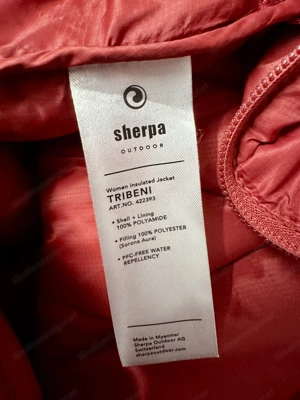 sherpa
OUTDOOR
Women Insulated Jacket
TRIBENI
ART.NO. 422393
• Shell + Lining
100% POLYAMIDE
• Filling 100% POLYESTER
(Sorona Aura)
• PFC-FREE WATER
REPELLENCY
Made in Myanmar
Sherpa Outdoor AG
Switzerland
sherpaoutdoor.com